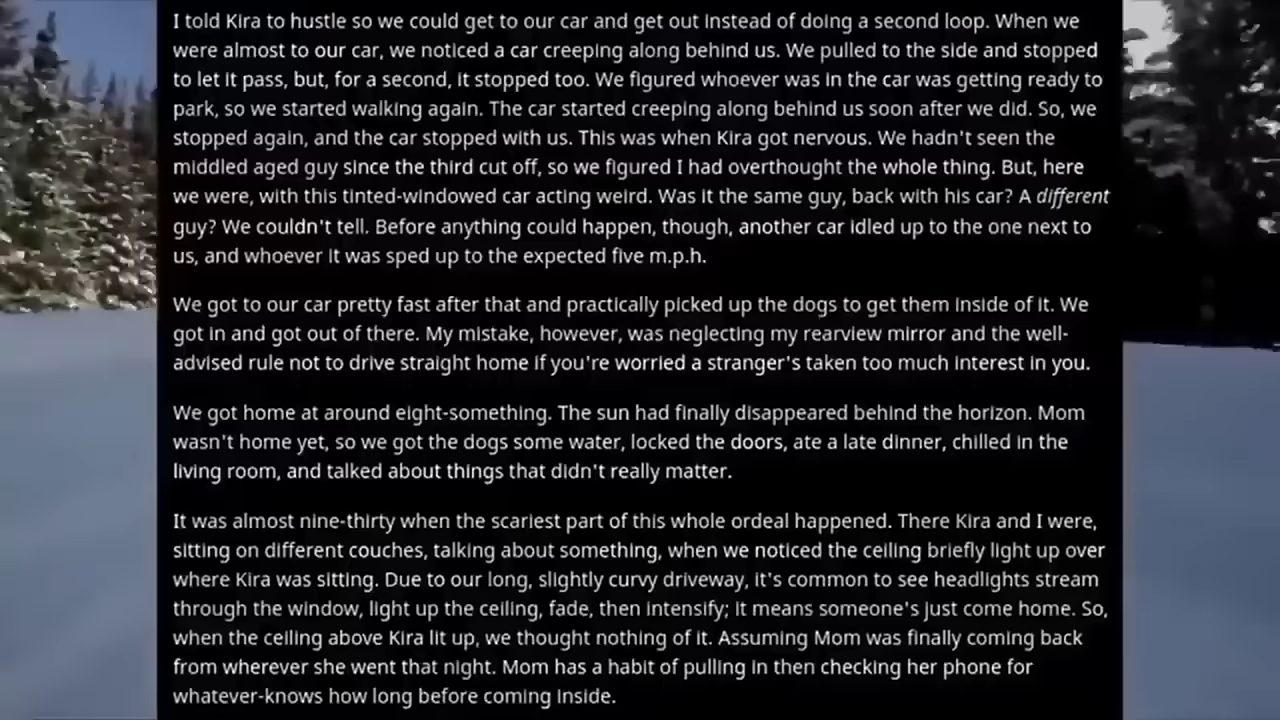 I told Kira to hustle so we could get to our car and get out instead of doing a second loop. When we
were almost to our car, we noticed a car creeping along behind us. We pulled to the side and stopped
to let it pass, but, for a second, it stopped too. We figured whoever was in the car was getting ready to
park, so we started walking again. The car started creeping along behind us soon after we did. So, we
stopped again, and the car stopped with us. This was when Kira got nervous. We hadn't seen the
middled aged guy since the third cut off, so we figured I had overthought the whole thing. But, here
we were, with this tinted-windowed car acting weird. Was it the same guy, back with his car? A different
guy? We couldn't tell. Before anything could happen, though, another car idled up to the one next to
us, and whoever it was sped up to the expected five m.p.h.
We got to our car pretty fast after that and practically picked up the dogs to get them inside of it. We
got in and got out of there. My mistake, however, was neglecting my rearview mirror and the well-
advised rule not to drive straight home if you're worried a stranger's taken too much interest in you.
We got home at around eight-something. The sun had finally disappeared behind the horizon. Mom
wasn't home yet, so we got the dogs some water, locked the doors, ate a late dinner, chilled in the
living room, and talked about things that didn't really matter.
It was almost nine-thirty when the scariest part of this whole ordeal happened. There Kira and I were,
sitting on different couches, talking about something, when we noticed the ceiling briefly light up over
where Kira was sitting. Due to our long, slightly curvy driveway, it's common to see headlights stream
through the window, light up the ceiling, fade, then intensify; it means someone's just come home. So,
when the ceiling above Kira lit up, we thought nothing of it. Assuming Mom was finally coming back
from wherever she went that night. Mom has a habit of pulling in then checking her phone for
whatever-knows how long before coming inside.